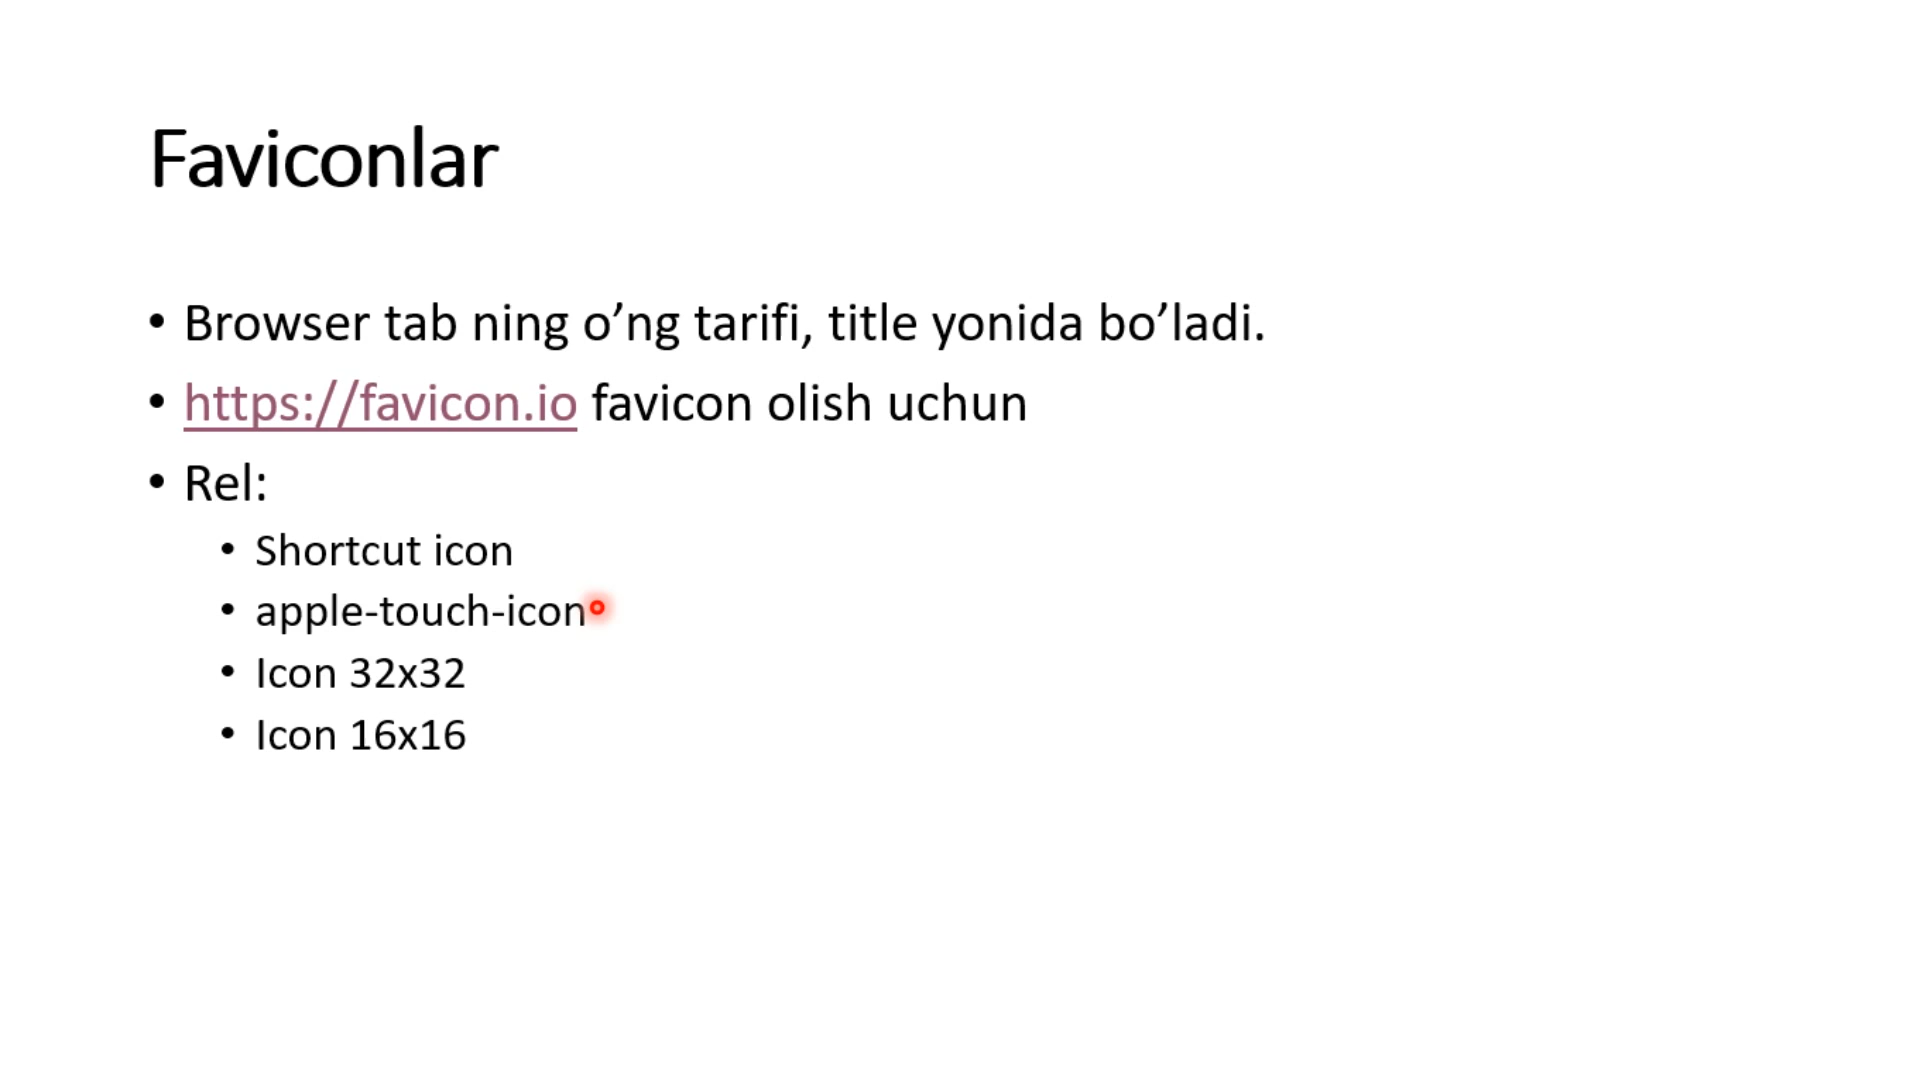 Faviconlar
• Browser tab ning o’ng tarifi, title yonida bo’ladi.
• https://favicon.io favicon olish uchun
• Rel:
• Shortcut icon
• apple-touch-icon
• Icon 32x32
• Icon 16x16